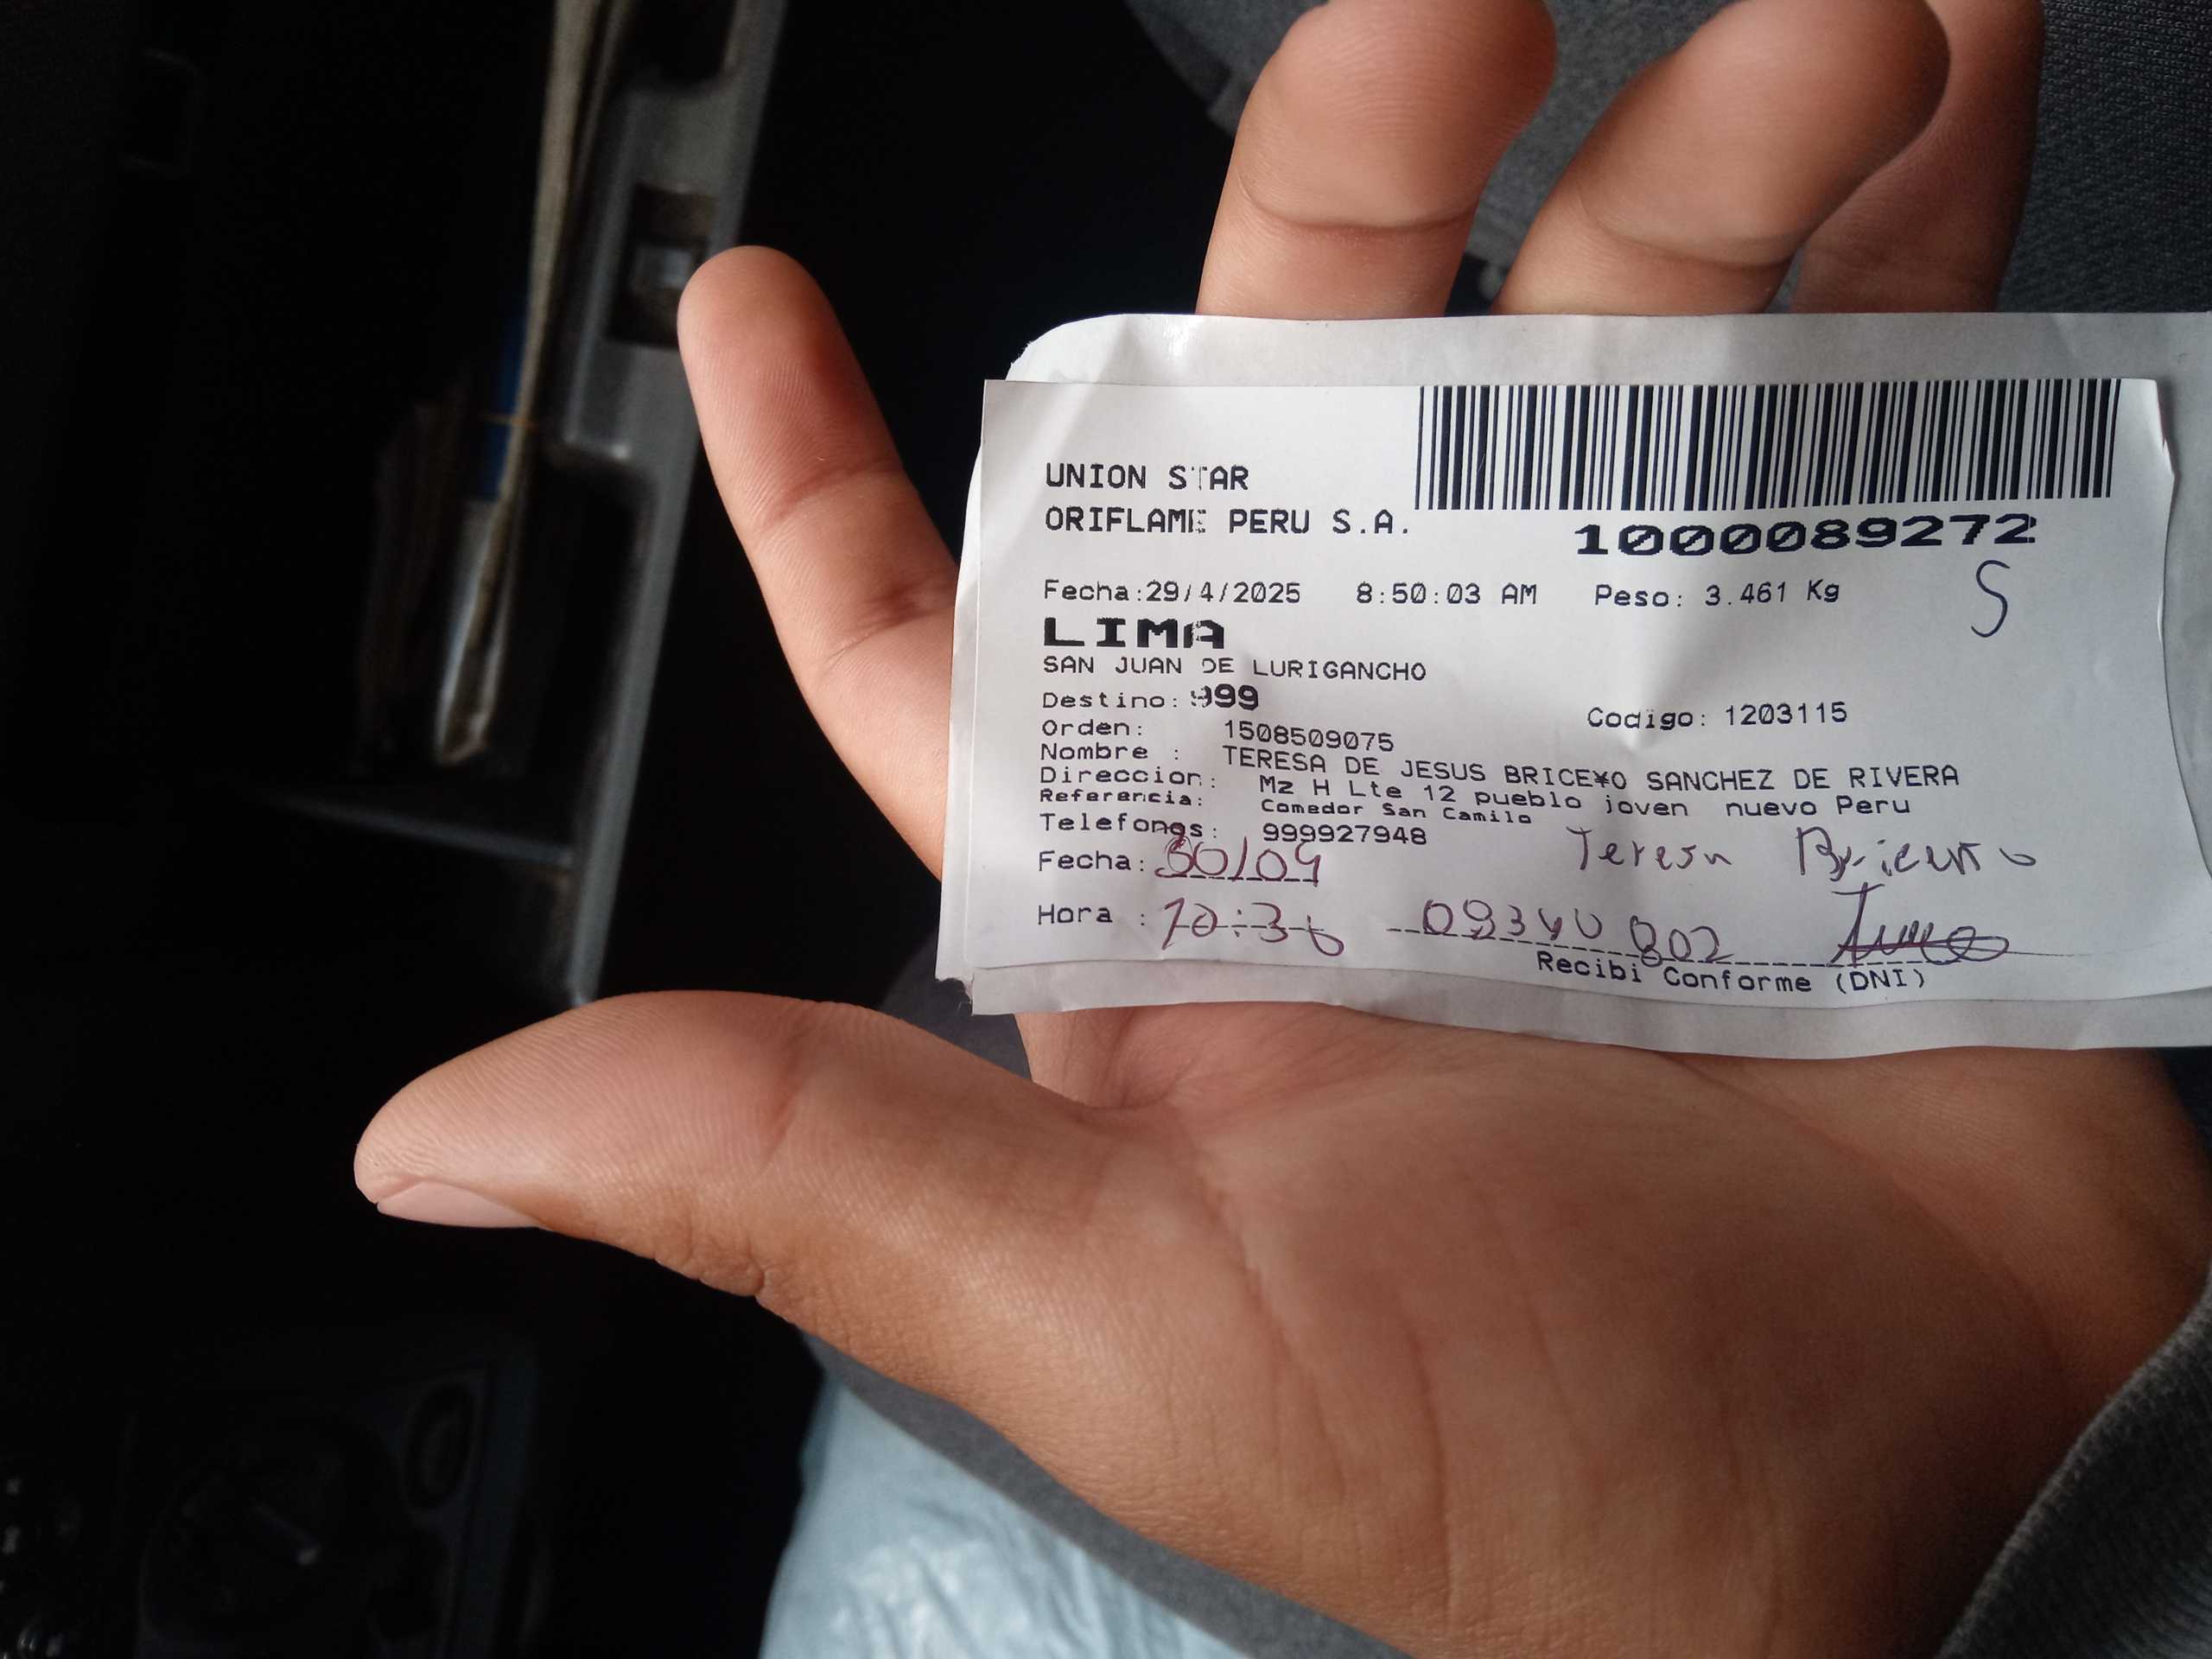 UNION STAR
ORIFLAME PERU S.A.
1000089272
S
Fecha:29/4/2025 8:50:03 AM Peso: 3.461 Kg
LIMA
SAN JUAN DE LURIGANCHO
Destino: 999
Codigo: 1203115
Orden: 1508509075
Nombre : TERESA DE JESUS BRICE¥O SANCHEZ DE RIVERA
Direccion: Mz H Lte 12 pueblo joven nuevo Peru
Referencia: Comedor San Camilo
Telefonos: 999927948
Teresa Briceño
Fecha: 30/04
Hora : 10:36
Recibi Conforme (DNI)